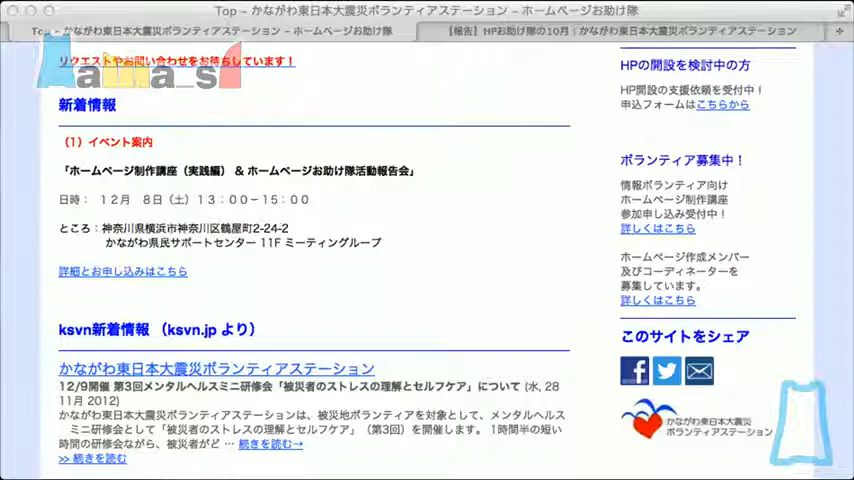 Top – かながわ東日本大震災ボランティアステーション – ホームページお助け隊
Top – かながわ東日本大震災ボランティアステーション – ホームページお助け隊
【報告】HPお助け隊の10月｜かながわ東日本大震災ボランティアステーション
リクエストやお問い合わせをお待ちしています！
新着情報
（1）イベント案内
「ホームページ制作講座（実践編） & ホームページお助け隊活動報告会」
日時： １２月　８日（土）１３：００－１５：００
ところ：神奈川県横浜市神奈川区鶴屋町2-24-2
かながわ県民サポートセンター 11F ミーティングループ
詳細とお申し込みはこちら
ksvn新着情報 （ksvn.jp より）
かながわ東日本大震災ボランティアステーション
12/9開催 第3回メンタルヘルスミニ研修会「被災者のストレスの理解とセルフケア」について (水, 28
11月 2012)
かながわ東日本大震災ボランティアステーションは、被災地ボランティアを対象として、メンタルヘルス
ミニ研修会として「被災者のストレスの理解とセルフケア」（第3回）を開催します。 1時間半の短い
時間の研修会ながら、被災者がど … 続きを読む→
>> 続きを読む
HPの開設を検討中の方
HP開設の支援依頼を受付中！
申込フォームはこちらから
ボランティア募集中！
情報ボランティア向け
ホームページ制作講座
参加申し込み受付中！
詳しくはこちら
ホームページ作成メンバー
及びコーディネーターを
募集しています。
詳しくはこちら
このサイトをシェア
かながわ東日本大震災
ボランティアステーション